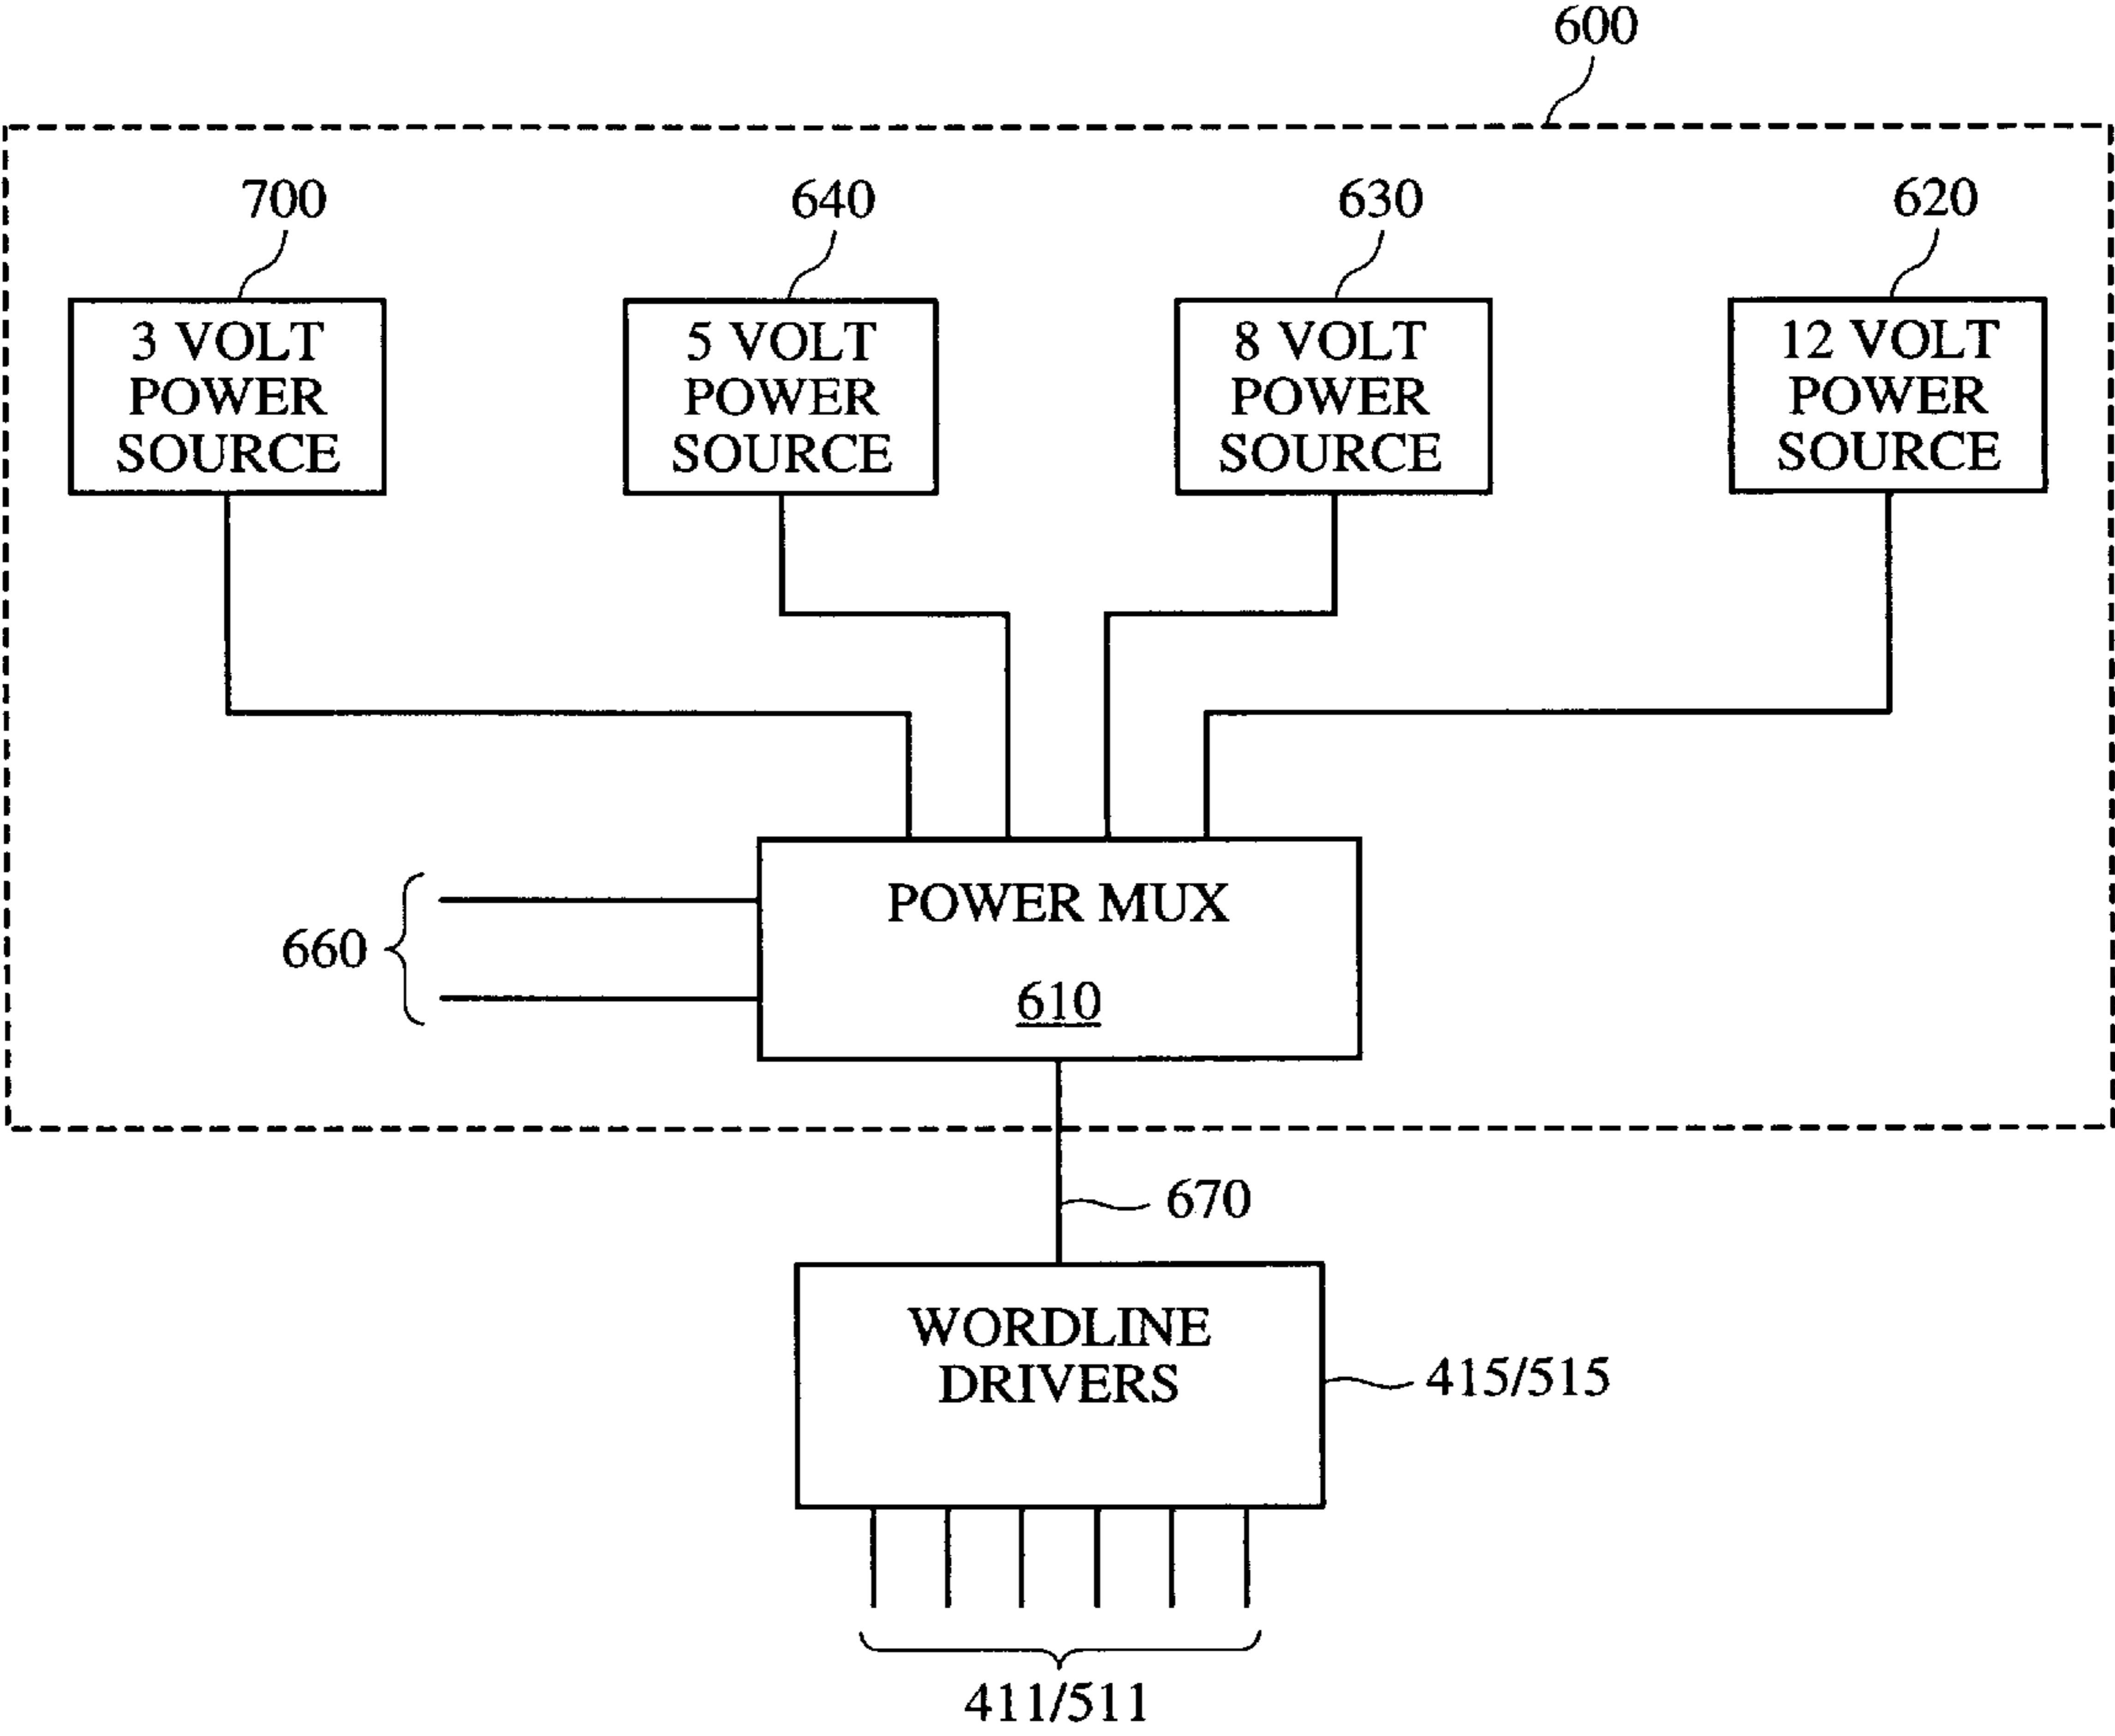 600
700
640
630
620
3 VOLT
POWER
SOURCE
5 VOLT
POWER
SOURCE
8 VOLT
POWER
SOURCE
12 VOLT
POWER
SOURCE
POWER MUX
660
610
670
WORDLINE
DRIVERS
415/515
411/511